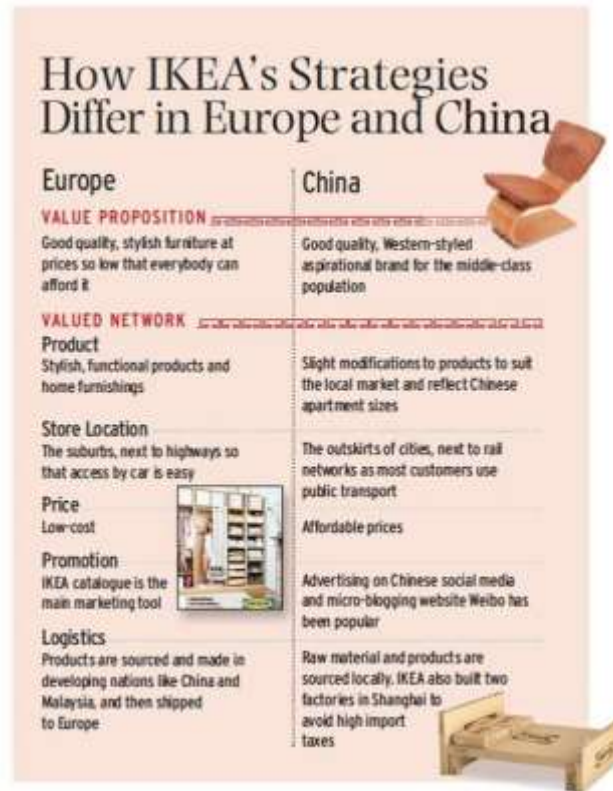 How IKEA's Strategies
Differ in Europe and China
Europe
China
VALUE PROPOSITION
Good quality, stylish furniture at
prices so low that everybody can
afford it
Good quality, Western-styled
aspirational brand for the middle-class
population
VALUED NETWORK
Product
Stylish, functional products and
home furnishings
Slight modifications to products to suit
the local market and reflect Chinese
apartment sizes
Store Location
The suburbs, next to highways so
that access by car is easy
The outskirts of cities, next to rail
networks as most customers use
public transport
Price
Low-cost
Affordable prices
Promotion
IKEA catalogue is the
main marketing tool
Advertising on Chinese social media
and micro-blogging website Weibo has
been popular
Logistics
Products are sourced and made in
developing nations like China and
Malaysia, and then shipped
to Europe
Raw material and products are
sourced locally. IKEA also built two
factories in Shanghai to
avoid high import
taxes